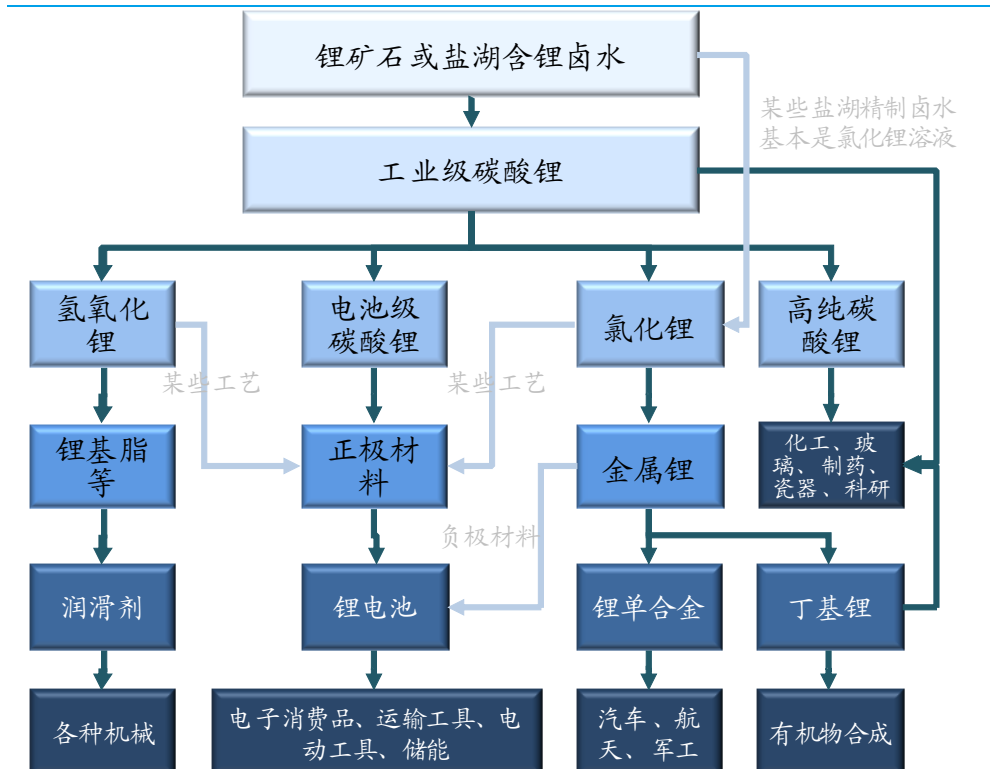 锂矿石或盐湖含锂卤水
某些盐湖精制卤水
基本是氯化锂溶液
工业级碳酸锂
氢氧化
锂
电池级
碳酸锂
氯化锂
高纯碳
酸锂
某些工艺
某些工艺
锂基脂
等
正极材
料
金属锂
化工、玻
璃、制药、
瓷器、科研
负极材料
润滑剂
锂电池
锂单合金
丁基锂
各种机械
电子消费品、运输工具、电
动工具、储能
汽车、航
天、军工
有机物合成